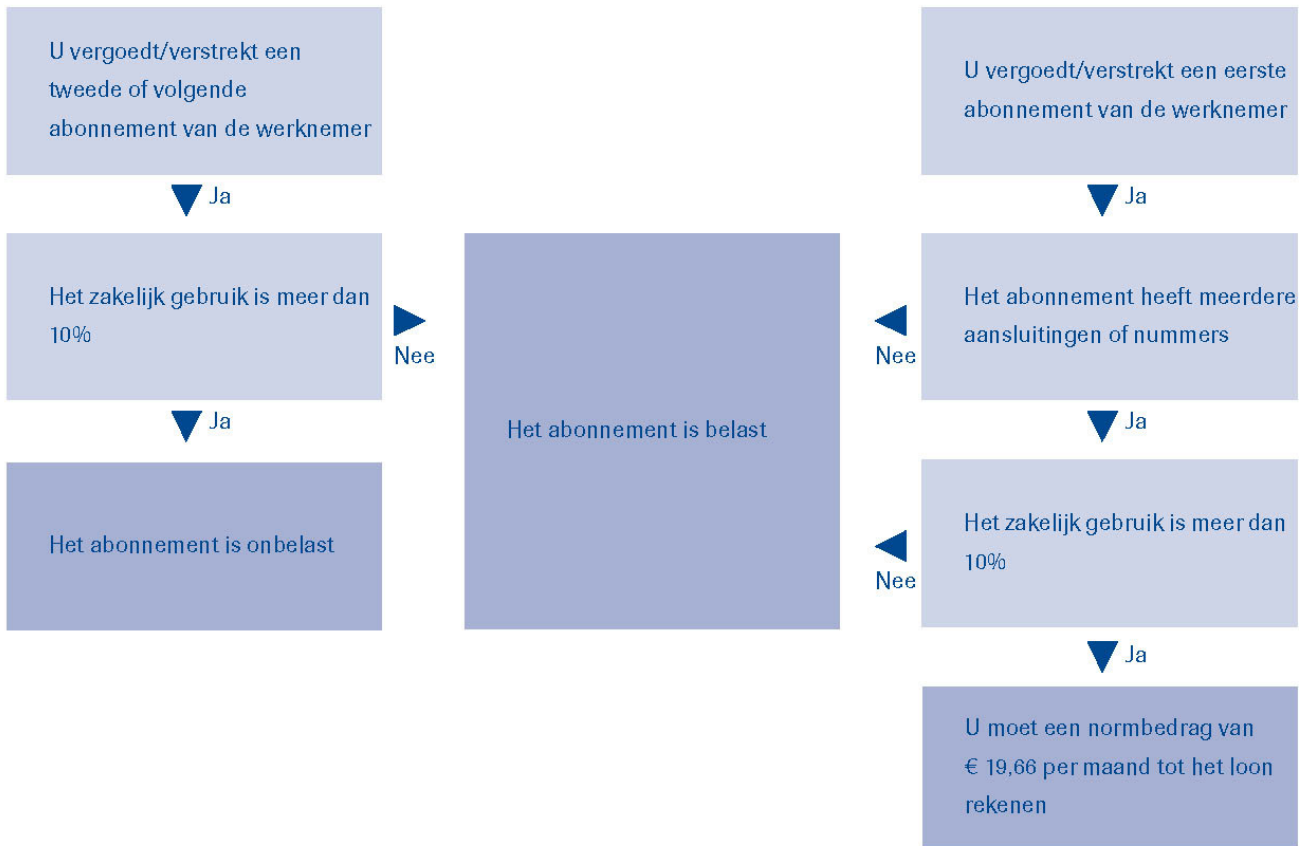 U vergoedt/verstrekt een
tweede of volgende
abonnement van de werknemer
Ja
Het zakelijk gebruik is meer dan
10%
Nee
Ja
Het abonnement is onbelast
Het abonnement is belast
U vergoedt/verstrekt een eerste
abonnement van de werknemer
Ja
Het abonnement heeft meerdere
aansluitingen of nummers
Nee
Ja
Het zakelijk gebruik is meer dan
10%
Nee
Ja
U moet een normbedrag van
€ 19,66 per maand tot het loon
rekenen